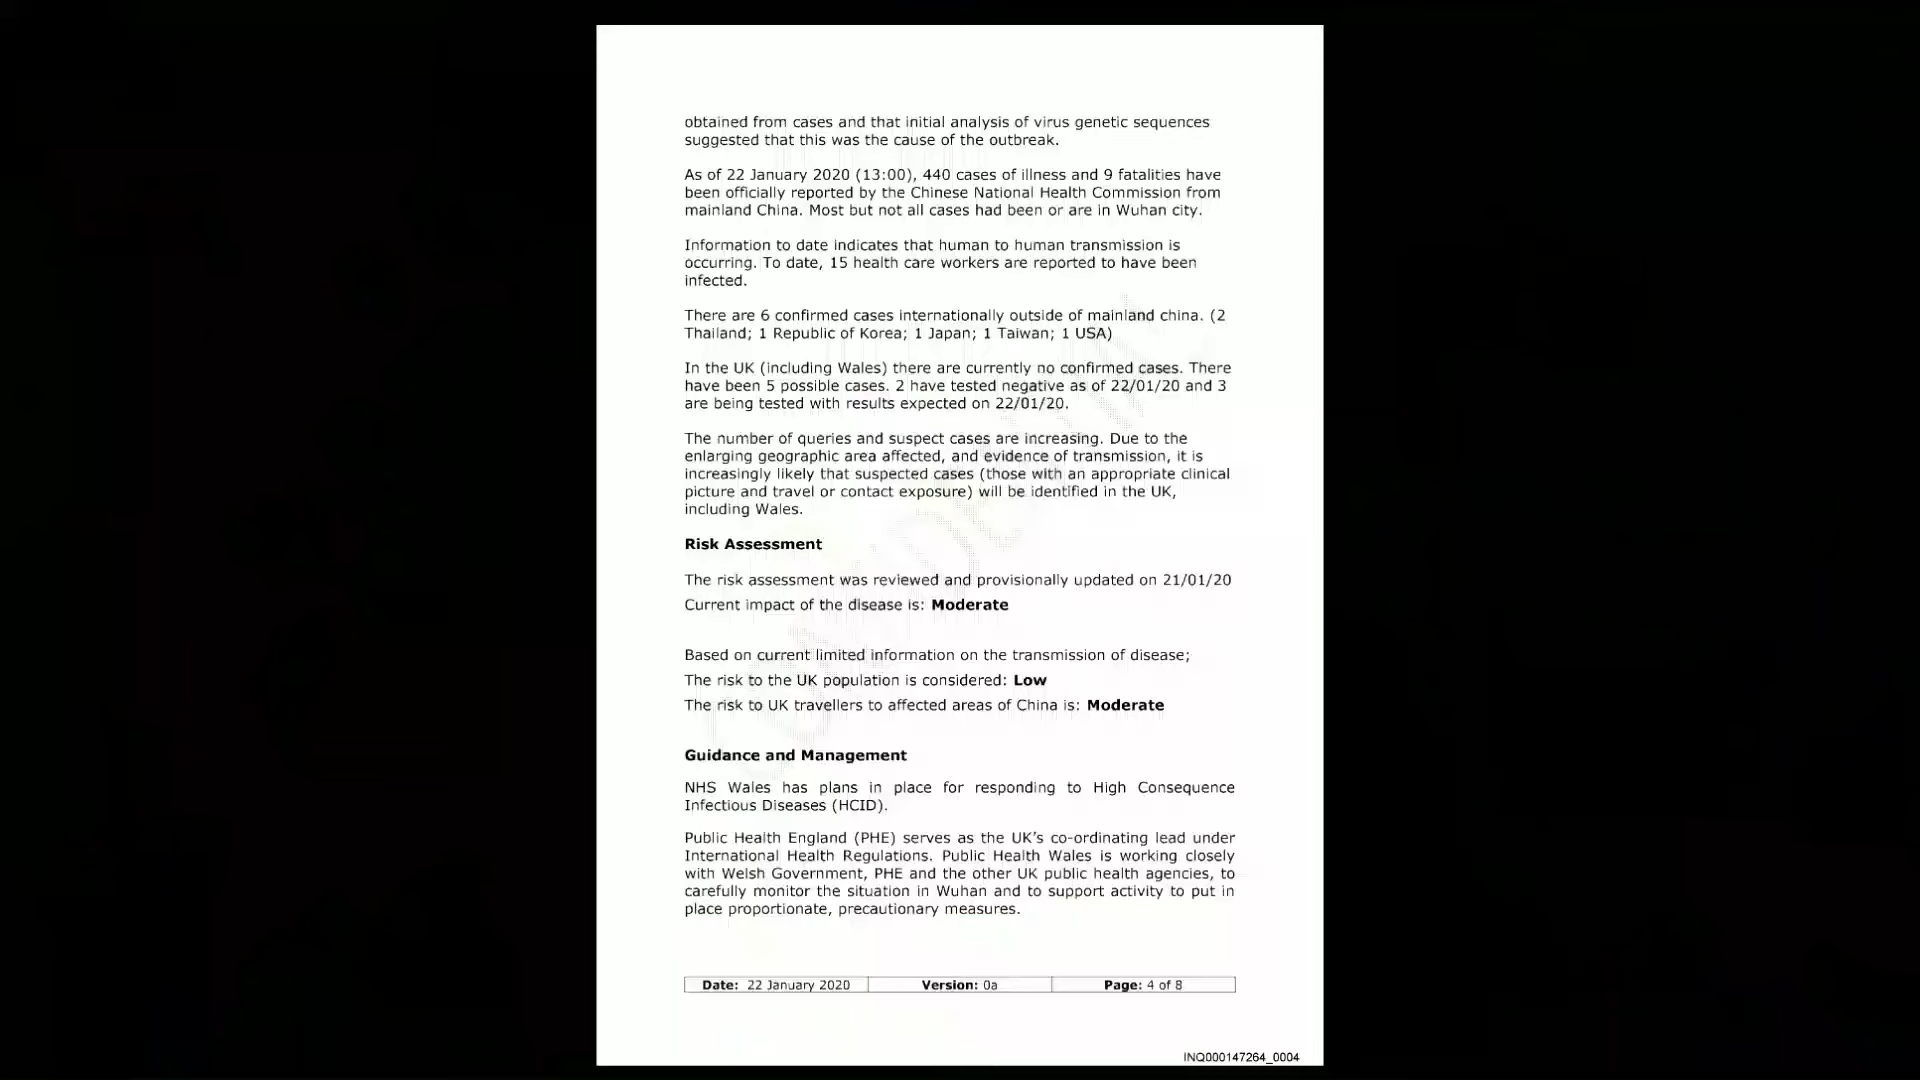 obtained from cases and that initial analysis of virus genetic sequences
suggested that this was the cause of the outbreak.
As of 22 January 2020 (13:00), 440 cases of illness and 9 fatalities have
been officially reported by the Chinese National Health Commission from
mainland China. Most but not all cases had been or are in Wuhan city.
Information to date indicates that human to human transmission is
occurring. To date, 15 health care workers are reported to have been
infected.
There are 6 confirmed cases internationally outside of mainland china. (2
Thailand; 1 Republic of Korea; 1 Japan; 1 Taiwan; 1 USA)
In the UK (including Wales) there are currently no confirmed cases. There
have been 5 possible cases. 2 have tested negative as of 22/01/20 and 3
are being tested with results expected on 22/01/20.
The number of queries and suspect cases are increasing. Due to the
enlarging geographic area affected, and evidence of transmission, it is
increasingly likely that suspected cases (those with an appropriate clinical
picture and travel or contact exposure) will be identified in the UK,
including Wales.
Risk Assessment
The risk assessment was reviewed and provisionally updated on 21/01/20
Current impact of the disease is: Moderate
Based on current limited information on the transmission of disease;
The risk to the UK population is considered: Low
The risk to UK travellers to affected areas of China is: Moderate
Guidance and Management
NHS Wales has plans in place for responding to High Consequence
Infectious Diseases (HCID).
Public Health England (PHE) serves as the UK's co-ordinating lead under
International Health Regulations. Public Health Wales is working closely
with Welsh Government, PHE and the other UK public health agencies, to
carefully monitor the situation in Wuhan and to support activity to put in
place proportionate, precautionary measures.
Date: 22 January 2020 Version: 0a Page: 4 of 8
INQ000147264_0004